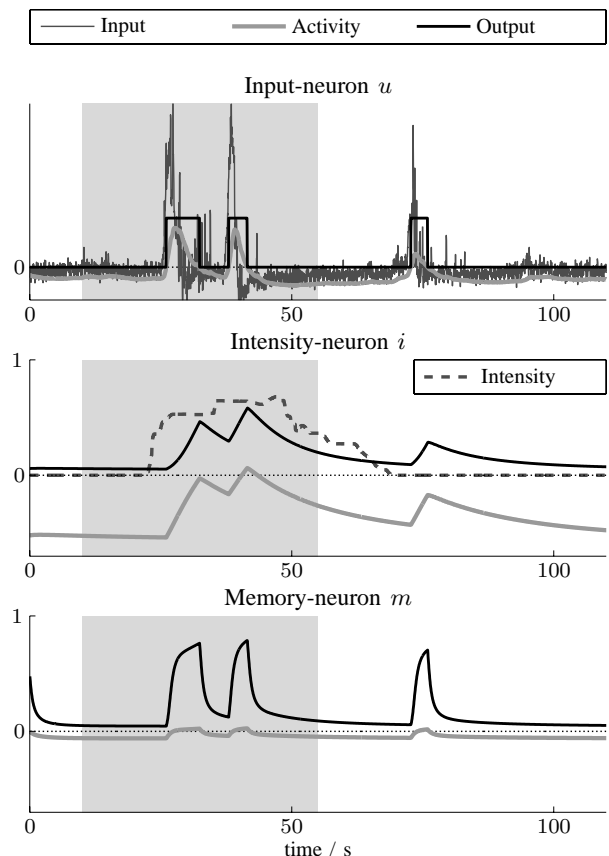 Input Activity Output
Input-neuron u
0
0 50 100
Intensity-neuron i
1
Intensity
0
0 50 100
Memory-neuron m
1
0
0 50 100
time / s